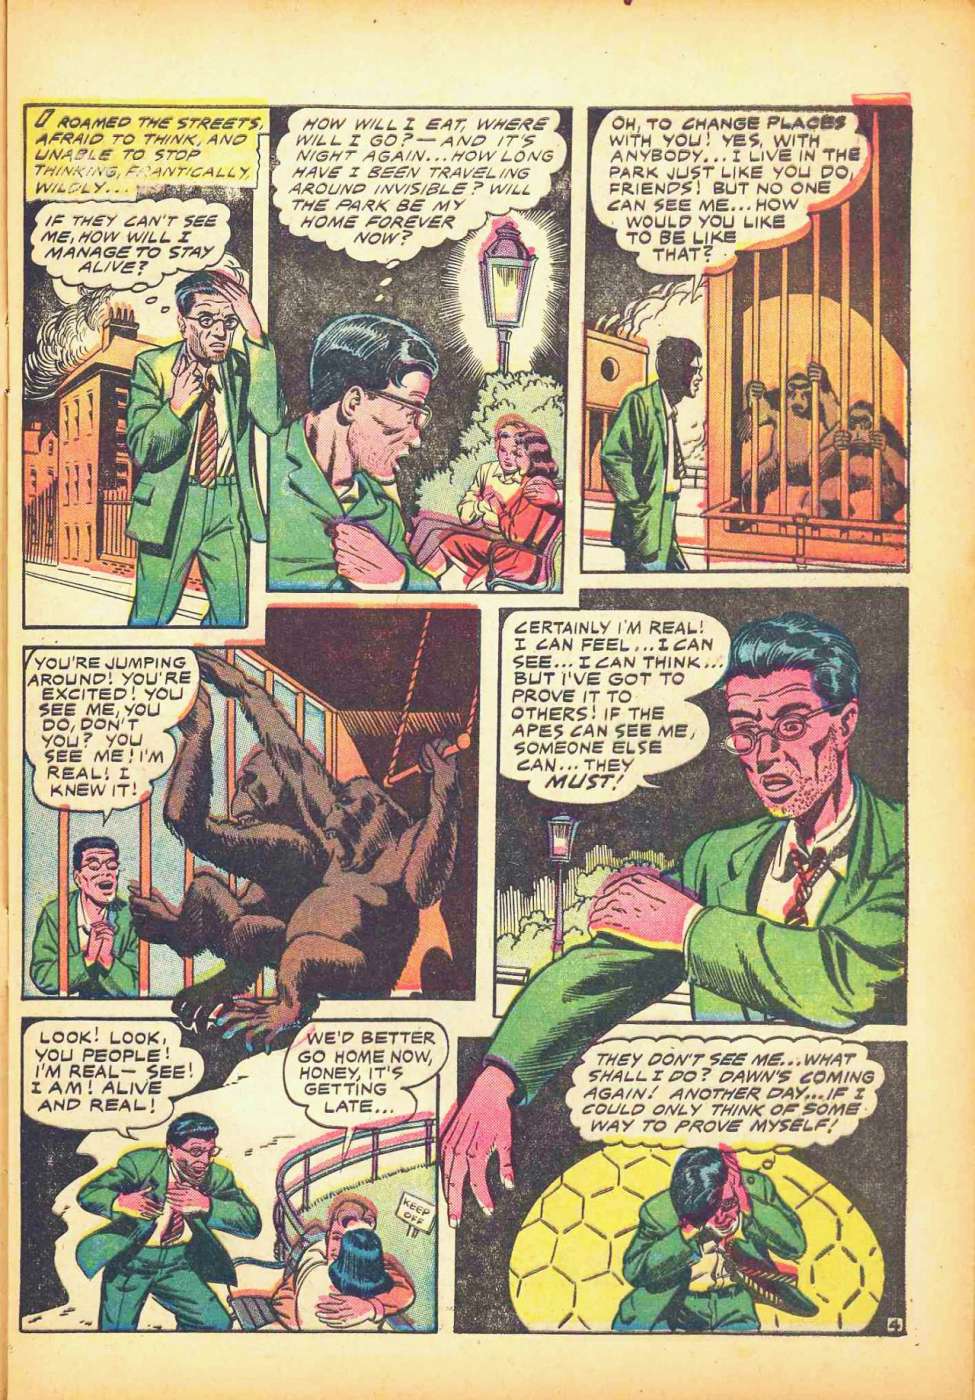 I ROAMED THE STREETS,
AFRAID TO THINK, AND
UNABLE TO STOP
THINKING, FRANTICALLY,
WILDLY...
IF THEY CAN'T SEE
ME, HOW WILL I
MANAGE TO STAY
ALIVE?
HOW WILL I EAT, WHERE
WILL I GO?—AND IT'S
NIGHT AGAIN...HOW LONG
HAVE I BEEN TRAVELING
AROUND INVISIBLE? WILL
THE PARK BE MY
HOME FOREVER
NOW?
OH, TO CHANGE PLACES
WITH YOU! YES, WITH
ANYBODY...I LIVE IN THE
PARK JUST LIKE YOU DO,
FRIENDS! BUT NO ONE
CAN SEE ME...HOW
WOULD YOU LIKE
TO BE LIKE
THAT?
YOU'RE JUMPING
AROUND! YOU'RE
EXCITED! YOU
SEE ME, YOU
DO, DON'T
YOU? YOU
SEE ME! I'M
REAL! I
KNEW IT!
CERTAINLY I'M REAL!
I CAN FEEL...I CAN
SEE...I CAN THINK...
BUT I'VE GOT TO
PROVE IT TO
OTHERS! IF THE
APES CAN SEE ME,
SOMEONE ELSE
CAN...THEY
MUST!
LOOK! LOOK,
YOU PEOPLE!
I'M REAL—SEE!
I AM! ALIVE
AND REAL!
WE'D BETTER
GO HOME NOW,
HONEY, IT'S
GETTING
LATE...
KEEP
OFF
THEY DON'T SEE ME...WHAT
SHALL I DO? DAWN'S COMING
AGAIN! ANOTHER DAY...IF I
COULD ONLY THINK OF SOME
WAY TO PROVE MYSELF!
4